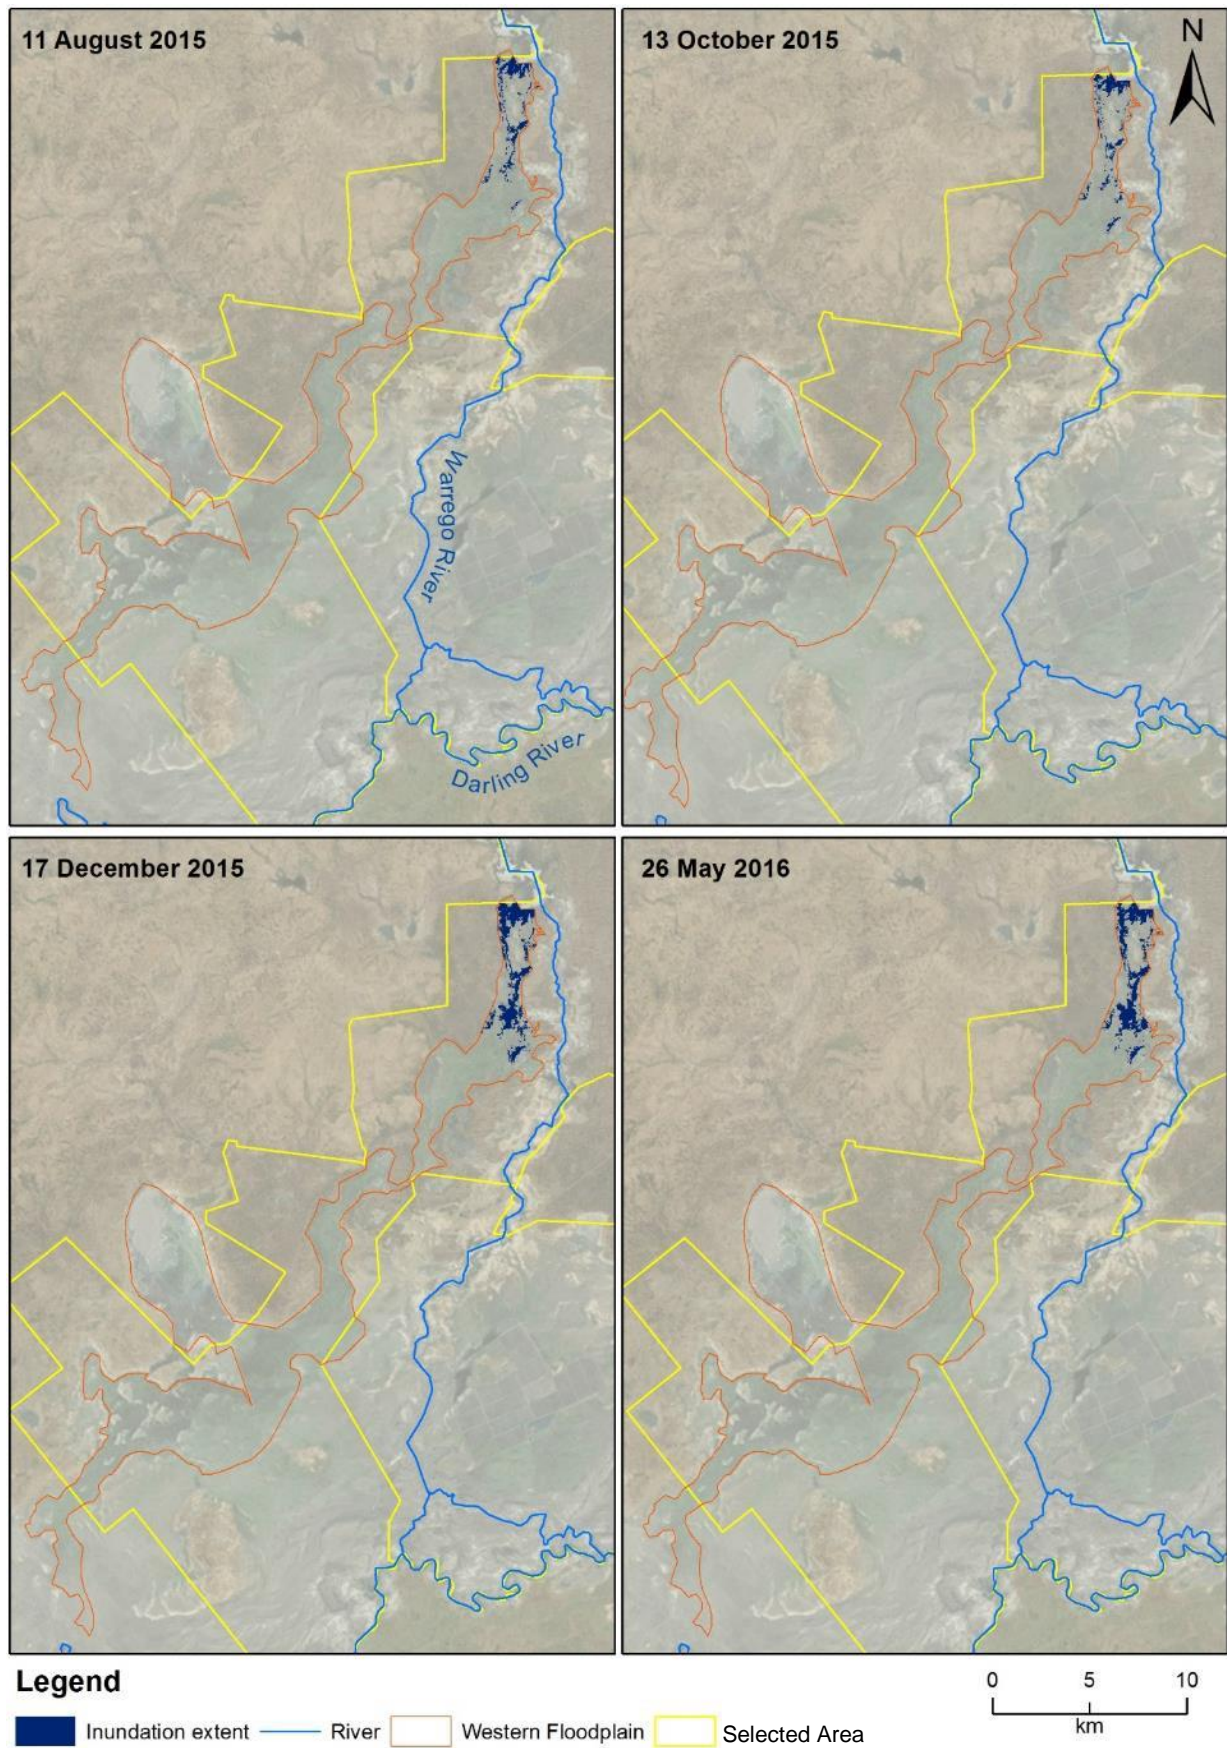 11 August 2015
13 October 2015
N
Warrego River
Darling River
17 December 2015
26 May 2016
Legend
0 5 10
km
Inundation extent
River
Western Floodplain
Selected Area